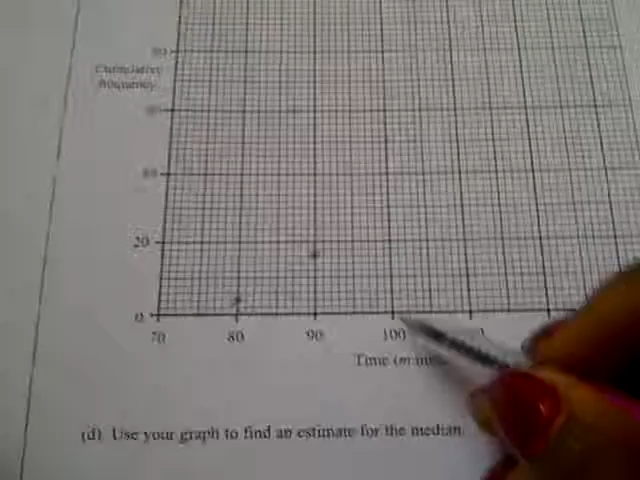 Cumulative
frequency
20
0
70 80 90 100
Time (m
(d) Use your graph to find an estimate for the median.